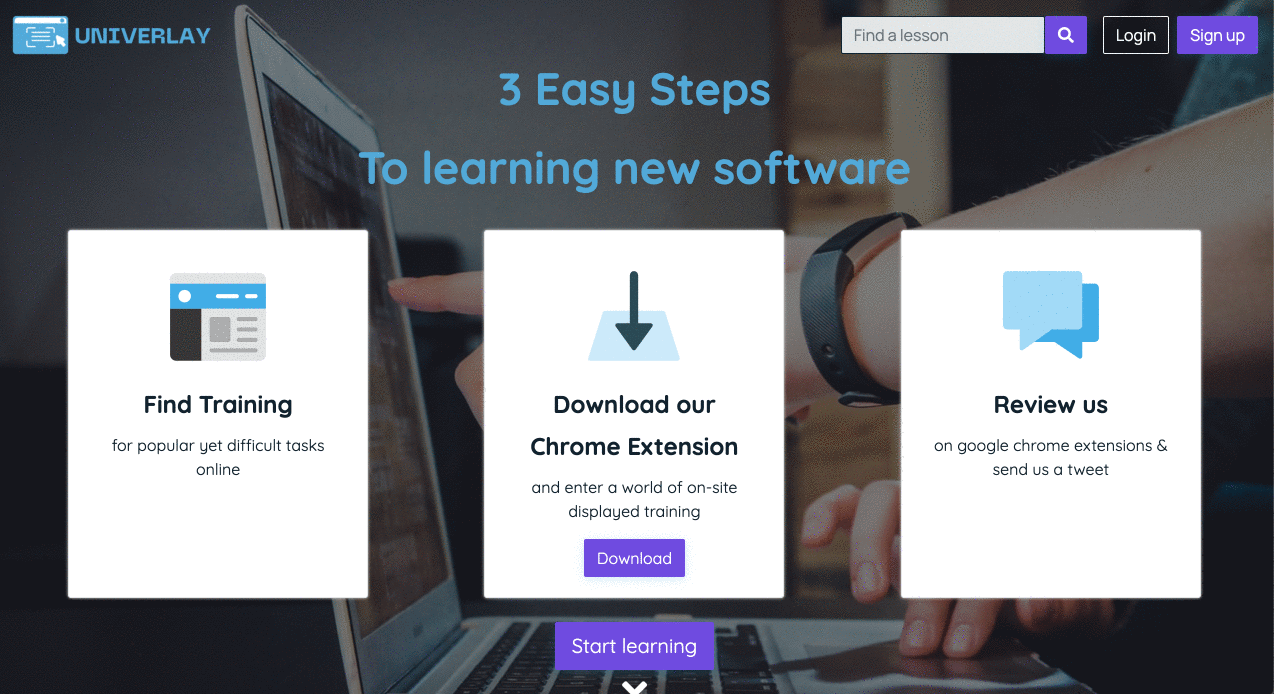 UNIVERLAY
Find a lesson
Login
Sign up
3 Easy Steps
To learning new software
Find Training
for popular yet difficult tasks
online
Download our
Chrome Extension
and enter a world of on-site
displayed training
Download
Review us
on google chrome extensions &
send us a tweet
Start learning